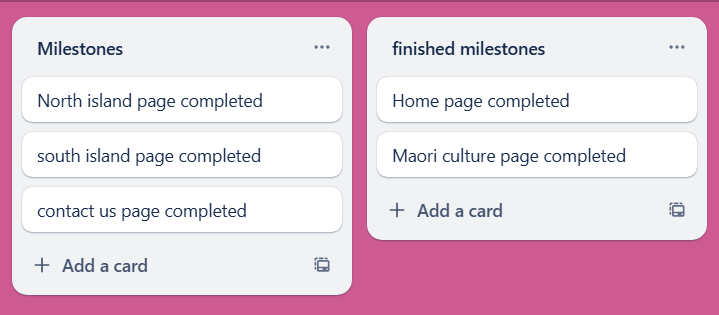 Milestones
North island page completed
south island page completed
contact us page completed
Add a card
finished milestones
Home page completed
Maori culture page completed
Add a card